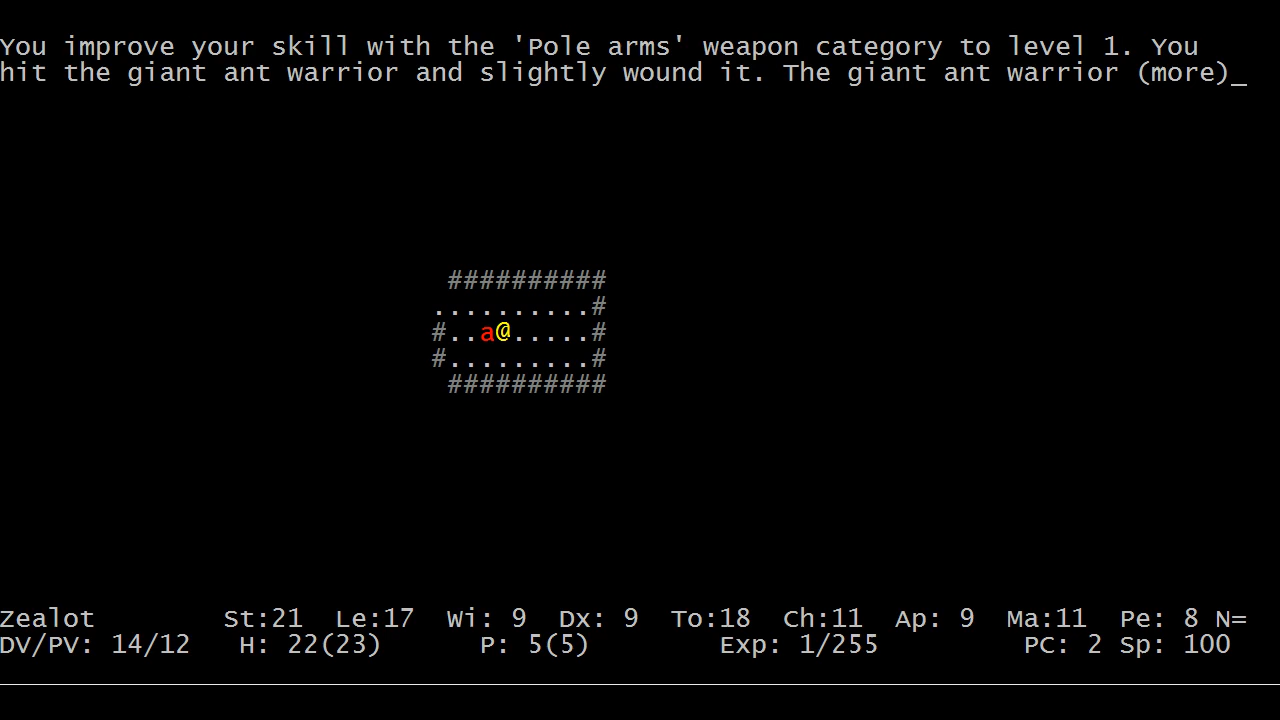 You improve your skill with the 'Pole arms' weapon category to level 1. You
hit the giant ant warrior and slightly wound it. The giant ant warrior (more)_
##########
..........#
#..a@.....#
#.........#
##########
Zealot St:21 Le:17 Wi: 9 Dx: 9 To:18 Ch:11 Ap: 9 Ma:11 Pe: 8 N=
DV/PV: 14/12 H: 22(23) P: 5(5) Exp: 1/255 PC: 2 Sp: 100